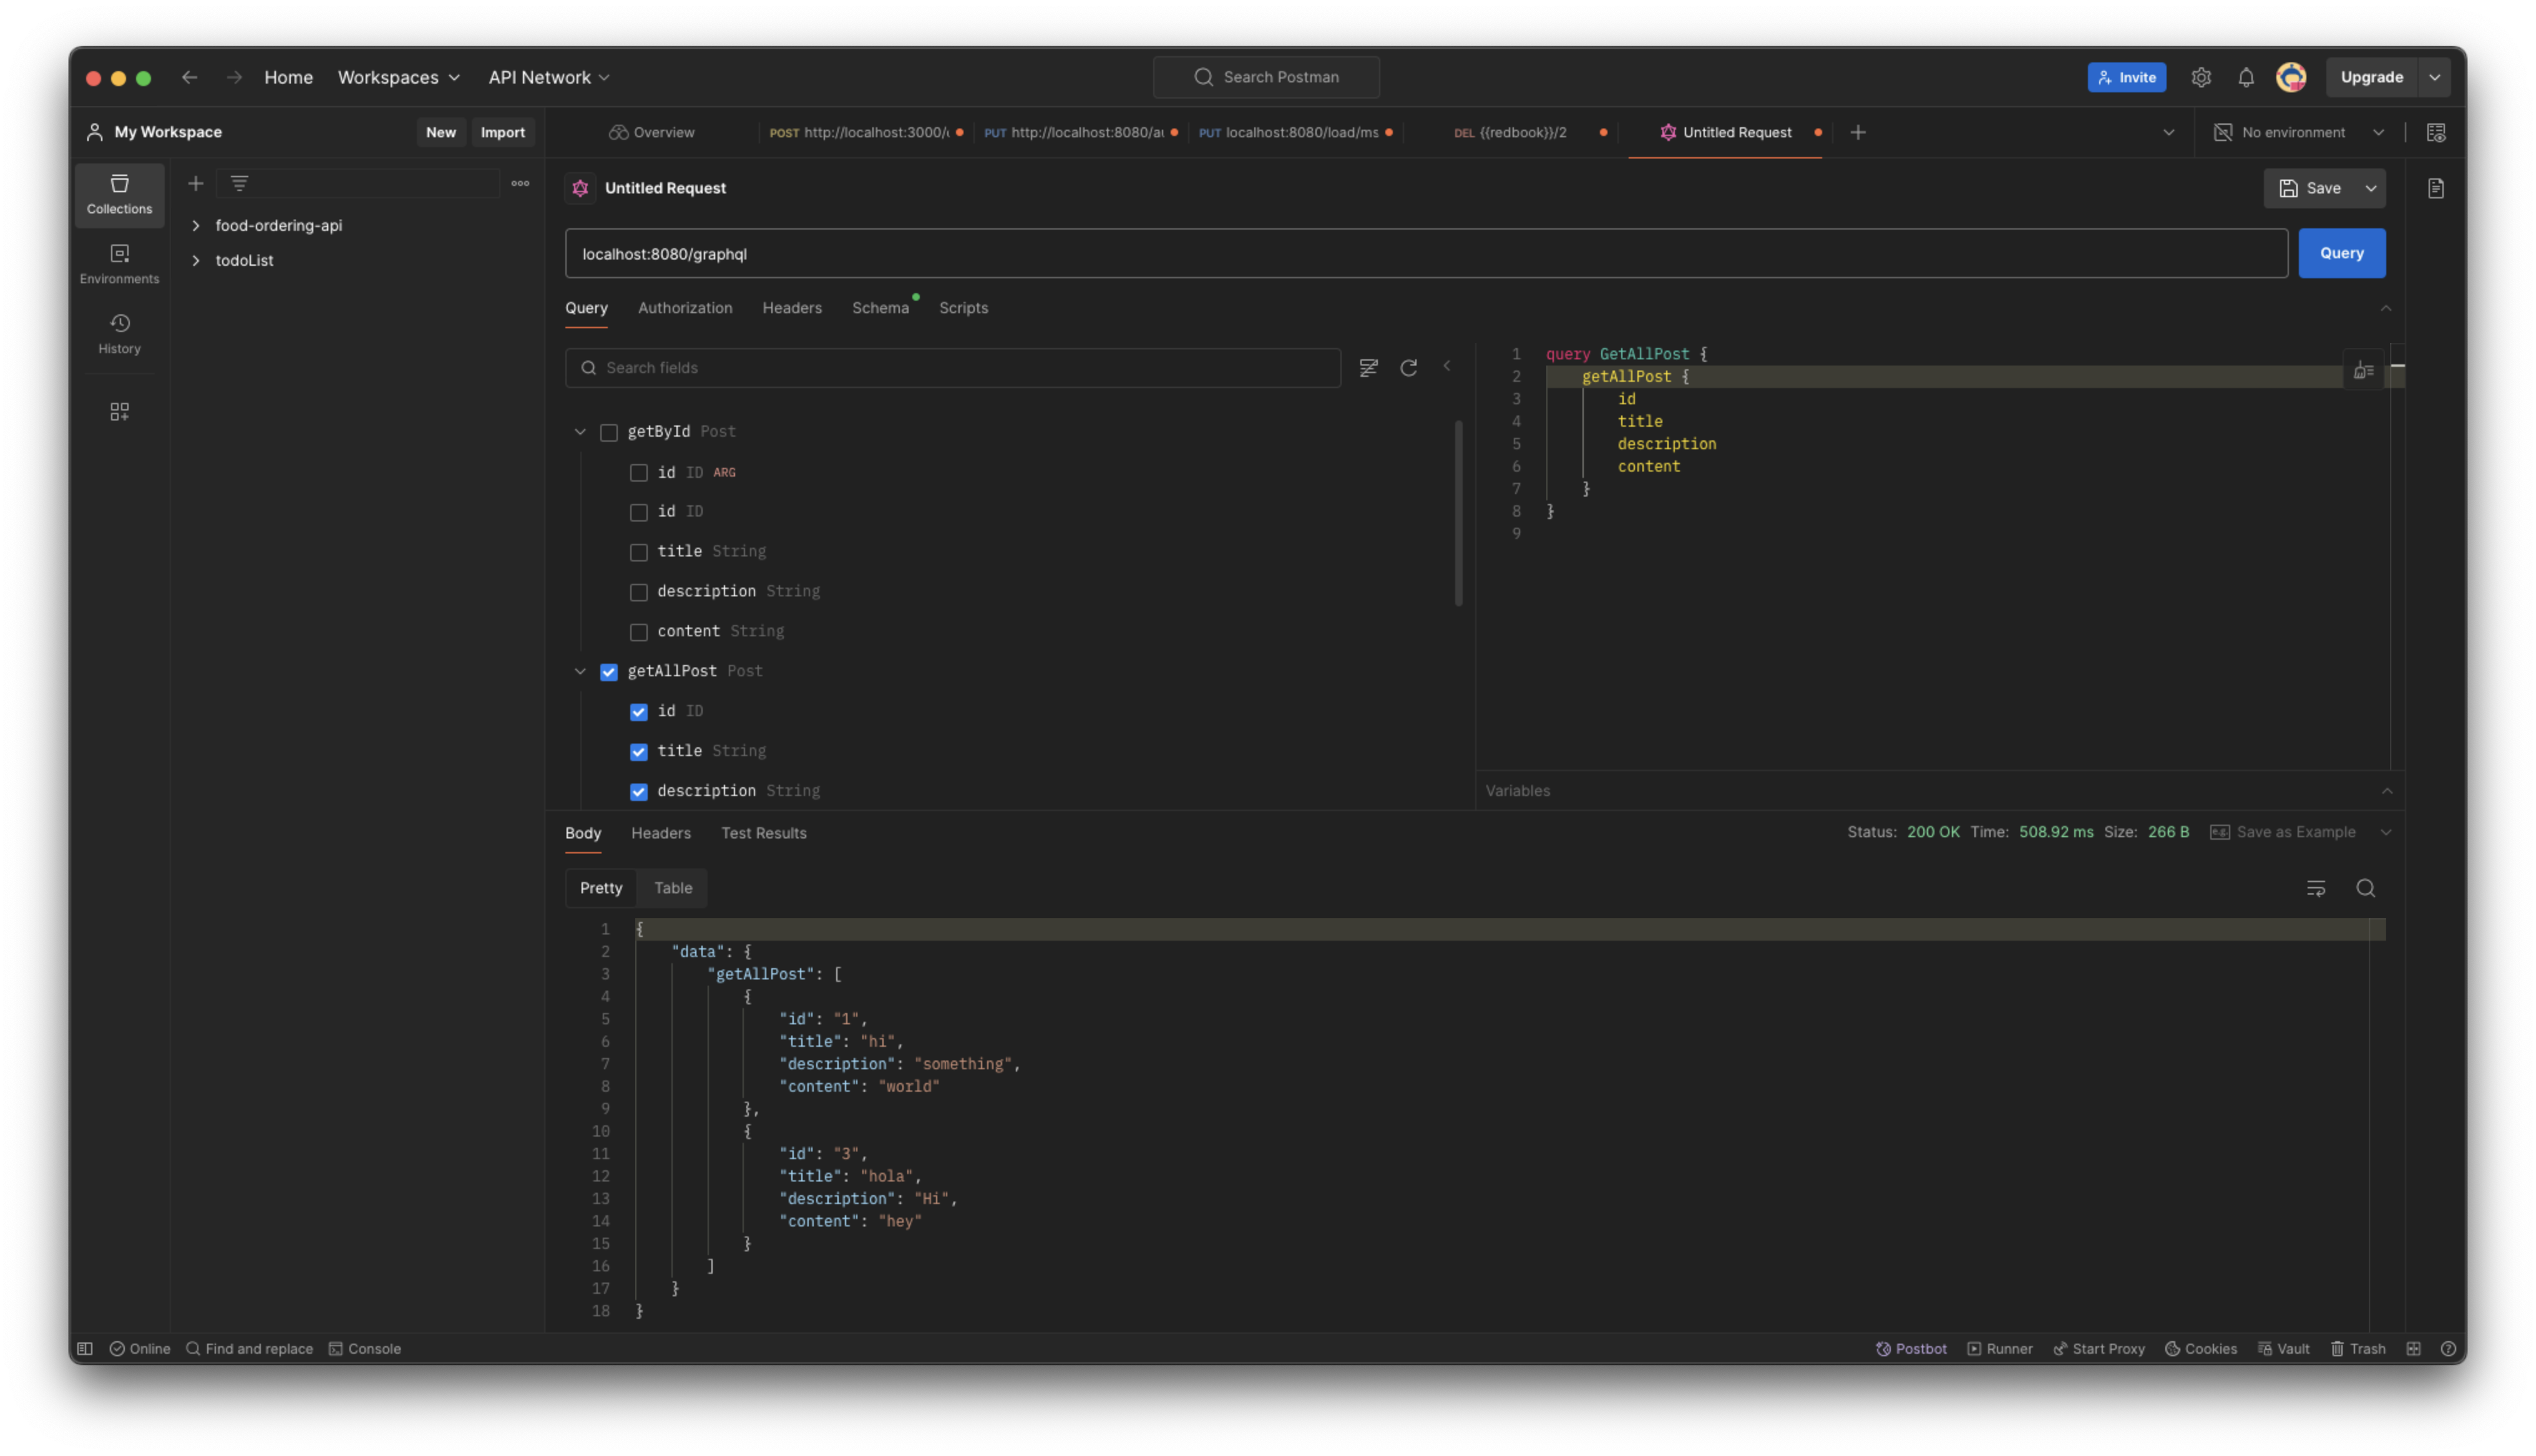 Home Workspaces API Network Search Postman Invite Upgrade
My Workspace New Import Overview POST http://localhost:3000/ PUT http://localhost:8080/ PUT localhost:8080/load/ms DEL {{redbook}}/2 Untitled Request No environment
Collections
food-ordering-api
todoList
Environments
History
Untitled Request Save
localhost:8080/graphql Query
Query Authorization Headers Schema Scripts
Search fields
getById Post
id ID ARG
id ID
title String
description String
content String
getAllPost Post
id ID
title String
description String
1 query GetAllPost {
2 getAllPost {
3 id
4 title
5 description
6 content
7 }
8 }
9
Variables
Body Headers Test Results Status: 200 OK Time: 508.92 ms Size: 266 B e.g. Save as Example
Pretty Table
1 {
2 "data": {
3 "getAllPost": [
4 {
5 "id": "1",
6 "title": "hi",
7 "description": "something",
8 "content": "world"
9 },
10 {
11 "id": "3",
12 "title": "hola",
13 "description": "Hi",
14 "content": "hey"
15 }
16 ]
17 }
18 }
Online Find and replace Console Postbot Runner Start Proxy Cookies Vault Trash